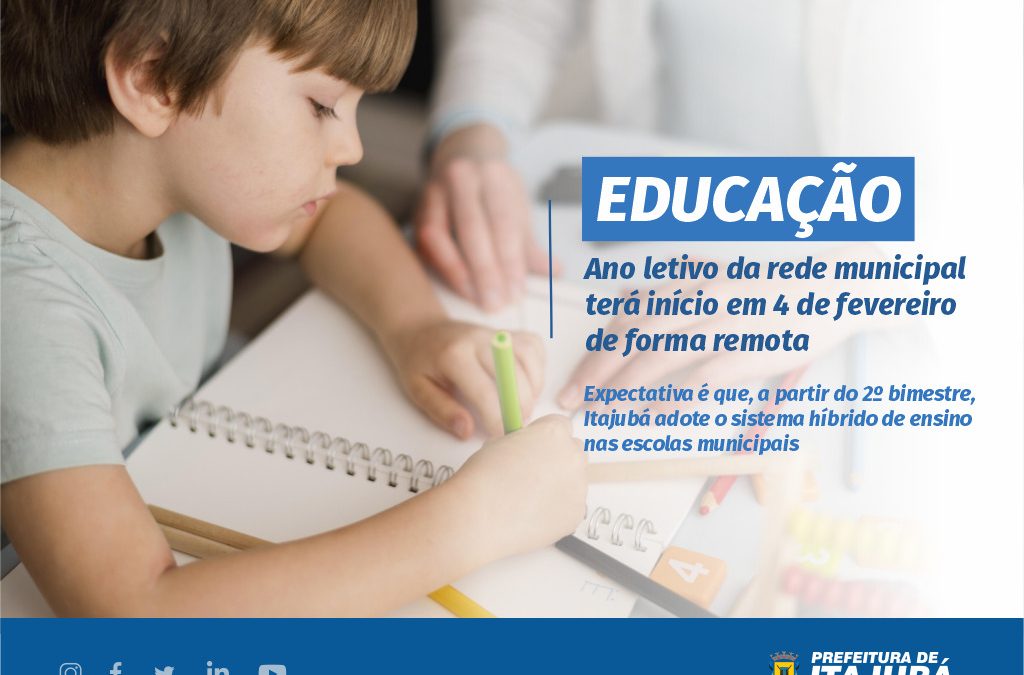 EDUCAÇÃO
Ano letivo da rede municipal
terá início em 4 de fevereiro
de forma remota
Expectativa é que, a partir do 2º bimestre,
Itajubá adote o sistema híbrido de ensino
nas escolas municipais
4
E
PREFEITURA DE
ITAJUBÁ